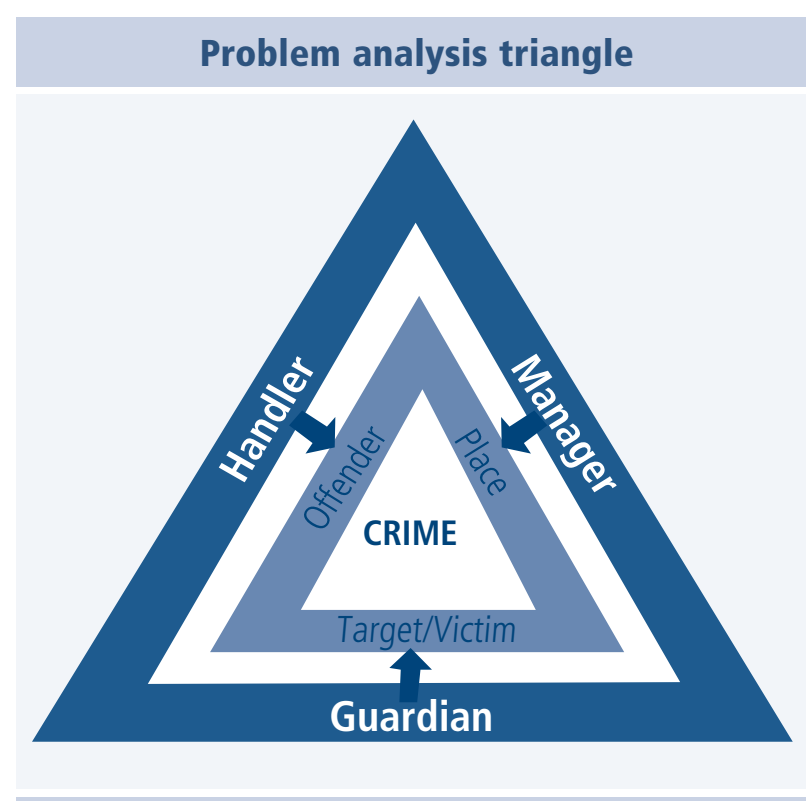 Problem analysis triangle
Handler
Manager
Offender
Place
CRIME
Target/Victim
Guardian